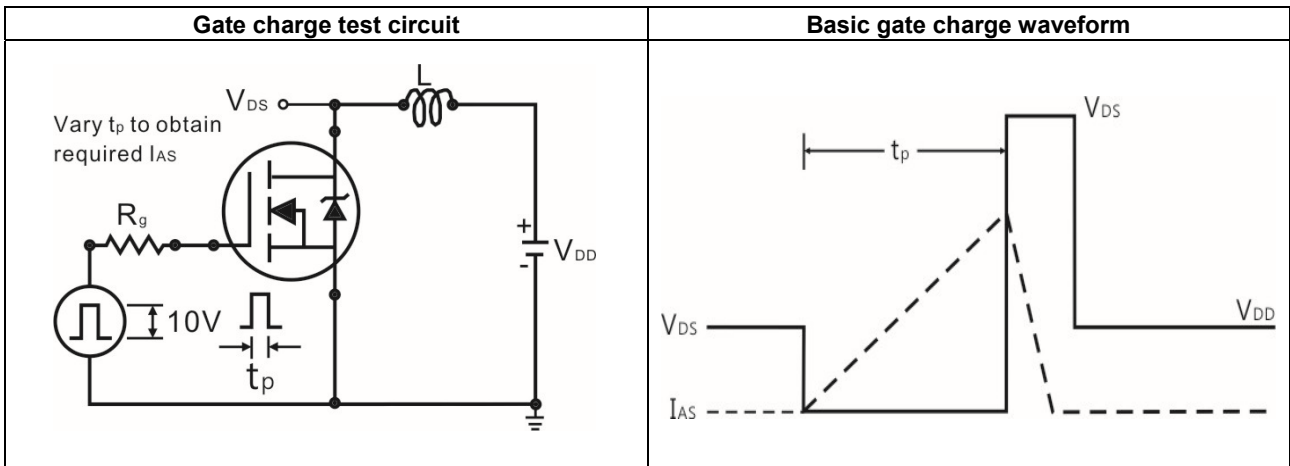 Gate charge test circuit
Basic gate charge waveform
VDS
L
Vary tp to obtain
required IAS
Rg
+
-
VDD
10V
tp
VDS
tp
VDS
VDD
IAS